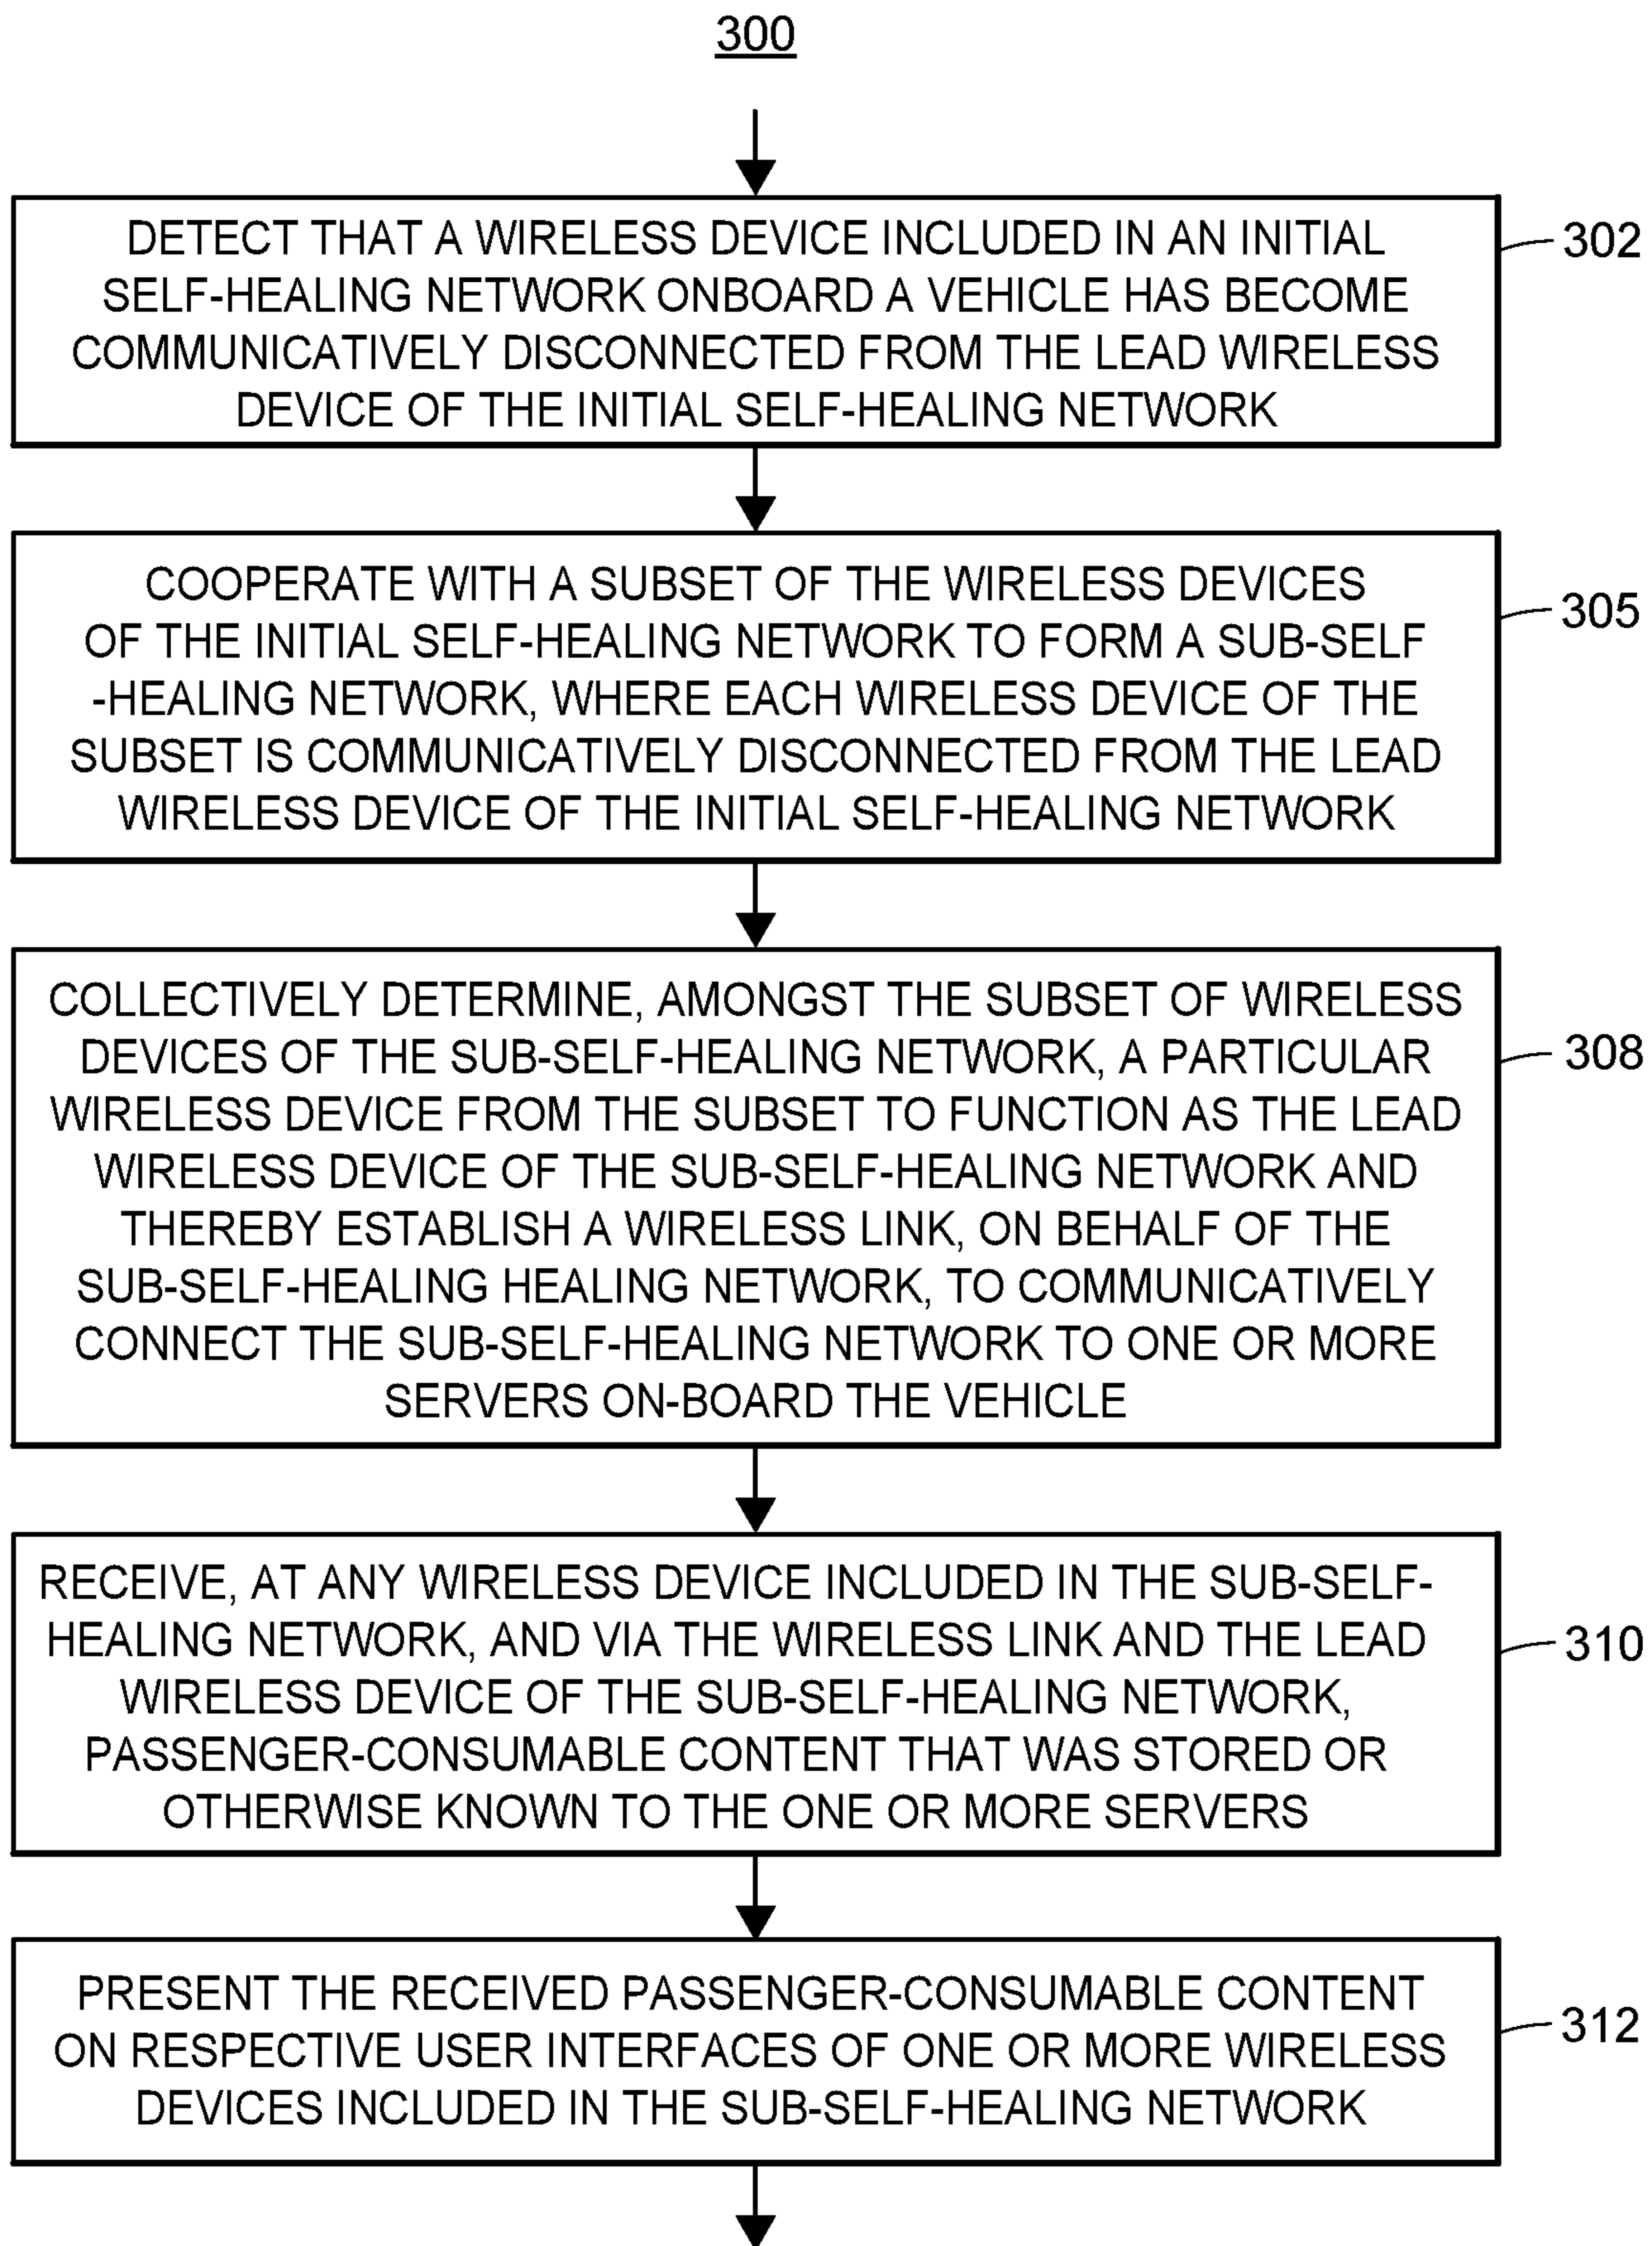 300
DETECT THAT A WIRELESS DEVICE INCLUDED IN AN INITIAL
SELF-HEALING NETWORK ONBOARD A VEHICLE HAS BECOME
COMMUNICATIVELY DISCONNECTED FROM THE LEAD WIRELESS
DEVICE OF THE INITIAL SELF-HEALING NETWORK
302
COOPERATE WITH A SUBSET OF THE WIRELESS DEVICES
OF THE INITIAL SELF-HEALING NETWORK TO FORM A SUB-SELF
-HEALING NETWORK, WHERE EACH WIRELESS DEVICE OF THE
SUBSET IS COMMUNICATIVELY DISCONNECTED FROM THE LEAD
WIRELESS DEVICE OF THE INITIAL SELF-HEALING NETWORK
305
COLLECTIVELY DETERMINE, AMONGST THE SUBSET OF WIRELESS
DEVICES OF THE SUB-SELF-HEALING NETWORK, A PARTICULAR
WIRELESS DEVICE FROM THE SUBSET TO FUNCTION AS THE LEAD
WIRELESS DEVICE OF THE SUB-SELF-HEALING NETWORK AND
THEREBY ESTABLISH A WIRELESS LINK, ON BEHALF OF THE
SUB-SELF-HEALING HEALING NETWORK, TO COMMUNICATIVELY
CONNECT THE SUB-SELF-HEALING NETWORK TO ONE OR MORE
SERVERS ON-BOARD THE VEHICLE
308
RECEIVE, AT ANY WIRELESS DEVICE INCLUDED IN THE SUB-SELF-
HEALING NETWORK, AND VIA THE WIRELESS LINK AND THE LEAD
WIRELESS DEVICE OF THE SUB-SELF-HEALING NETWORK,
PASSENGER-CONSUMABLE CONTENT THAT WAS STORED OR
OTHERWISE KNOWN TO THE ONE OR MORE SERVERS
310
PRESENT THE RECEIVED PASSENGER-CONSUMABLE CONTENT
ON RESPECTIVE USER INTERFACES OF ONE OR MORE WIRELESS
DEVICES INCLUDED IN THE SUB-SELF-HEALING NETWORK
312